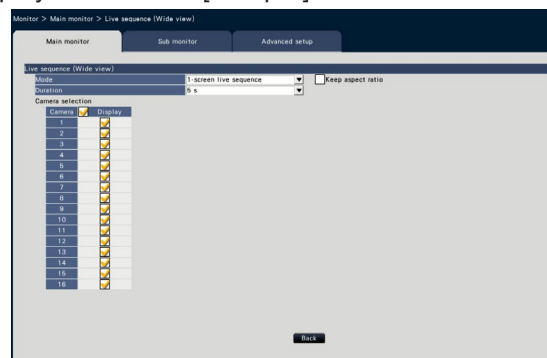 Monitor > Main monitor > Live sequence (Wide view)
Main monitor Sub monitor Advanced setup
Live sequence (Wide view)
Mode 1-screen live sequence Keep aspect ratio
Duration 5 s
Camera selection
Camera Display
1
2
3
4
5
6
7
8
9
10
11
12
13
14
15
16
Back